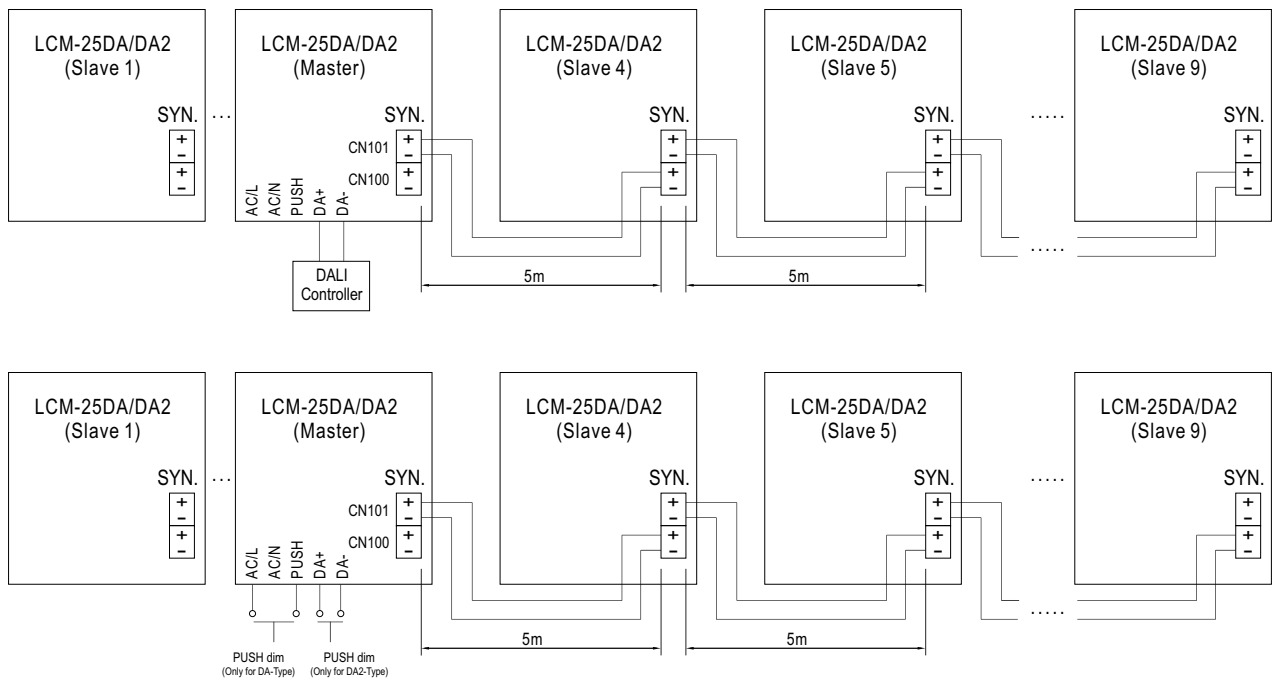 LCM-25DA/DA2 LCM-25DA/DA2 LCM-25DA/DA2 LCM-25DA/DA2 LCM-25DA/DA2
(Slave 1) (Master) (Slave 4) (Slave 5) (Slave 9)
SYN. ... SYN. SYN. SYN. ..... SYN.
+ CN101 + + + +
- - - - -
+ CN100 + + + +
- - - - -
AC/L AC/N PUSH DA+ DA-
.....
DALI 5m 5m
Controller
LCM-25DA/DA2 LCM-25DA/DA2 LCM-25DA/DA2 LCM-25DA/DA2 LCM-25DA/DA2
(Slave 1) (Master) (Slave 4) (Slave 5) (Slave 9)
SYN. ... SYN. SYN. SYN. ..... SYN.
+ CN101 + + + +
- - - - -
+ CN100 + + + +
- - - - -
AC/L AC/N PUSH DA+ DA-
.....
5m 5m
PUSH dim PUSH dim
(Only for DA-Type) (Only for DA2-Type)